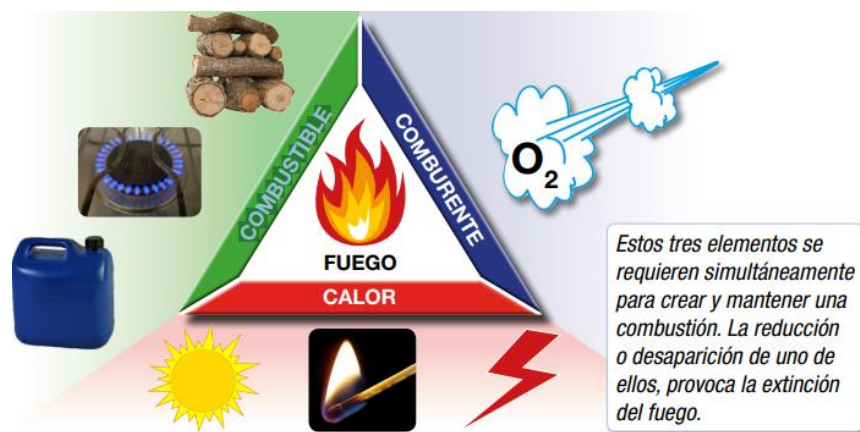 COMBUSTIBLE
COMBURENTE
O2
FUEGO
CALOR
Estos tres elementos se
requieren simultáneamente
para crear y mantener una
combustión. La reducción
o desaparición de uno de
ellos, provoca la extinción
del fuego.